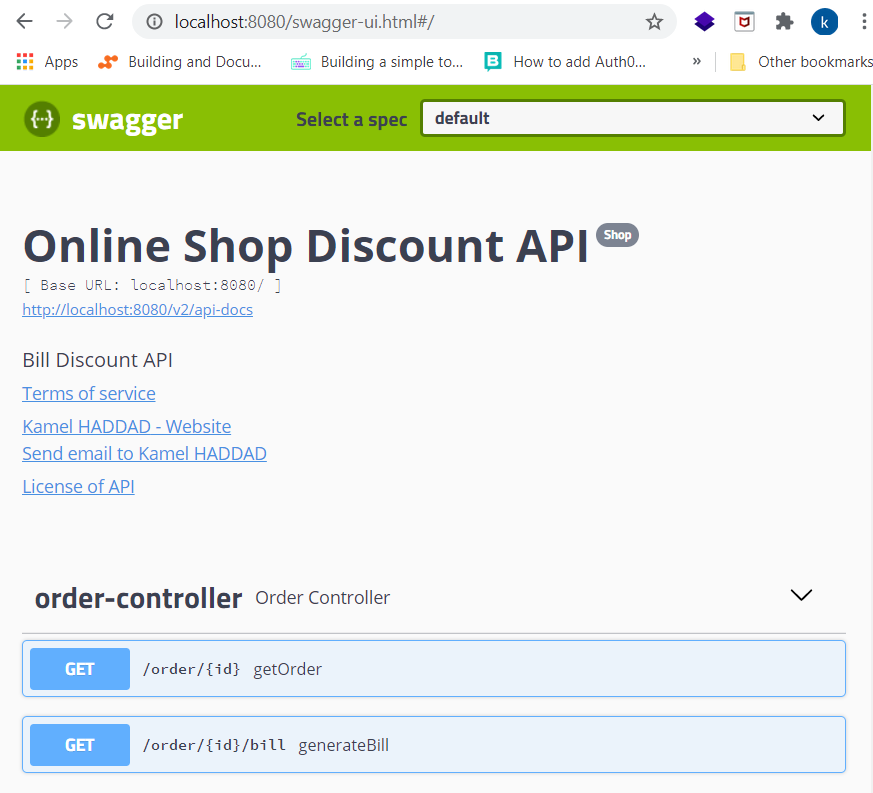 localhost:8080/swagger-ui.html#/
k
Apps Building and Docu... Building a simple to... How to add Auth0... » Other bookmarks
{···} swagger Select a spec default
Online Shop Discount API Shop
[ Base URL: localhost:8080/ ]
http://localhost:8080/v2/api-docs
Bill Discount API
Terms of service
Kamel HADDAD - Website
Send email to Kamel HADDAD
License of API
order-controller Order Controller
GET /order/{id} getOrder
GET /order/{id}/bill generateBill